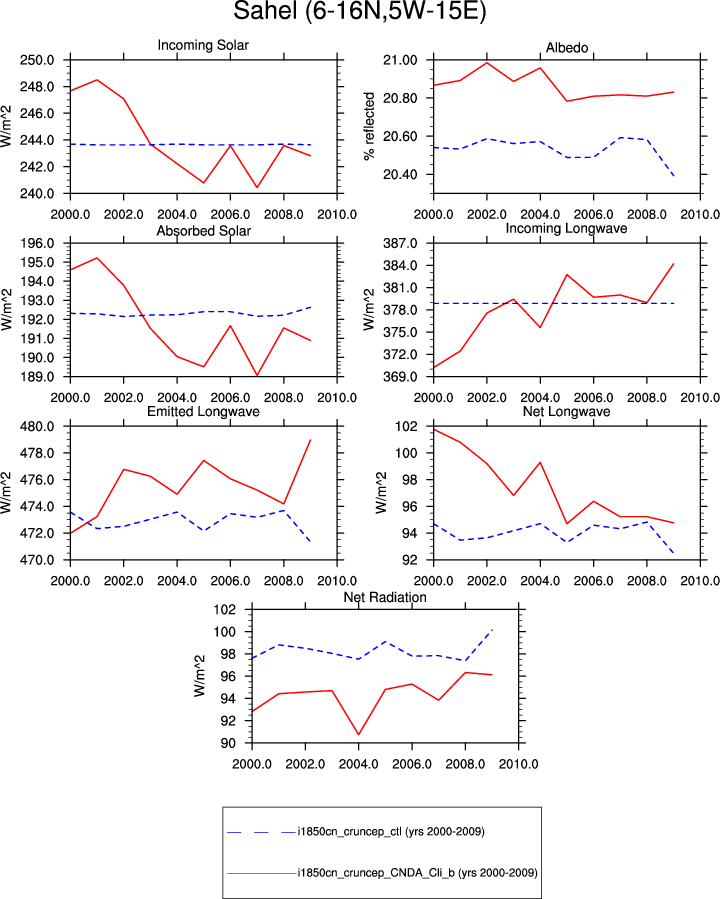 Sahel (6-16N,5W-15E)
Incoming Solar
Albedo
250.0
248.0
246.0
244.0
242.0
240.0
W/m^2
2000.0 2002.0 2004.0 2006.0 2008.0 2010.0
21.00
20.80
20.60
20.40
% reflected
2000.0 2002.0 2004.0 2006.0 2008.0 2010.0
Absorbed Solar
196.0
195.0
194.0
193.0
192.0
191.0
190.0
189.0
W/m^2
2000.0 2002.0 2004.0 2006.0 2008.0 2010.0
Incoming Longwave
387.0
384.0
381.0
378.0
375.0
372.0
369.0
W/m^2
2000.0 2002.0 2004.0 2006.0 2008.0 2010.0
Emitted Longwave
480.0
478.0
476.0
474.0
472.0
470.0
W/m^2
2000.0 2002.0 2004.0 2006.0 2008.0 2010.0
Net Longwave
102
100
98
96
94
92
W/m^2
2000.0 2002.0 2004.0 2006.0 2008.0 2010.0
Net Radiation
102
100
98
96
94
92
90
W/m^2
2000.0 2002.0 2004.0 2006.0 2008.0 2010.0
i1850cn_cruncep_ctl (yrs 2000-2009)
i1850cn_cruncep_CNDA_Cli_b (yrs 2000-2009)